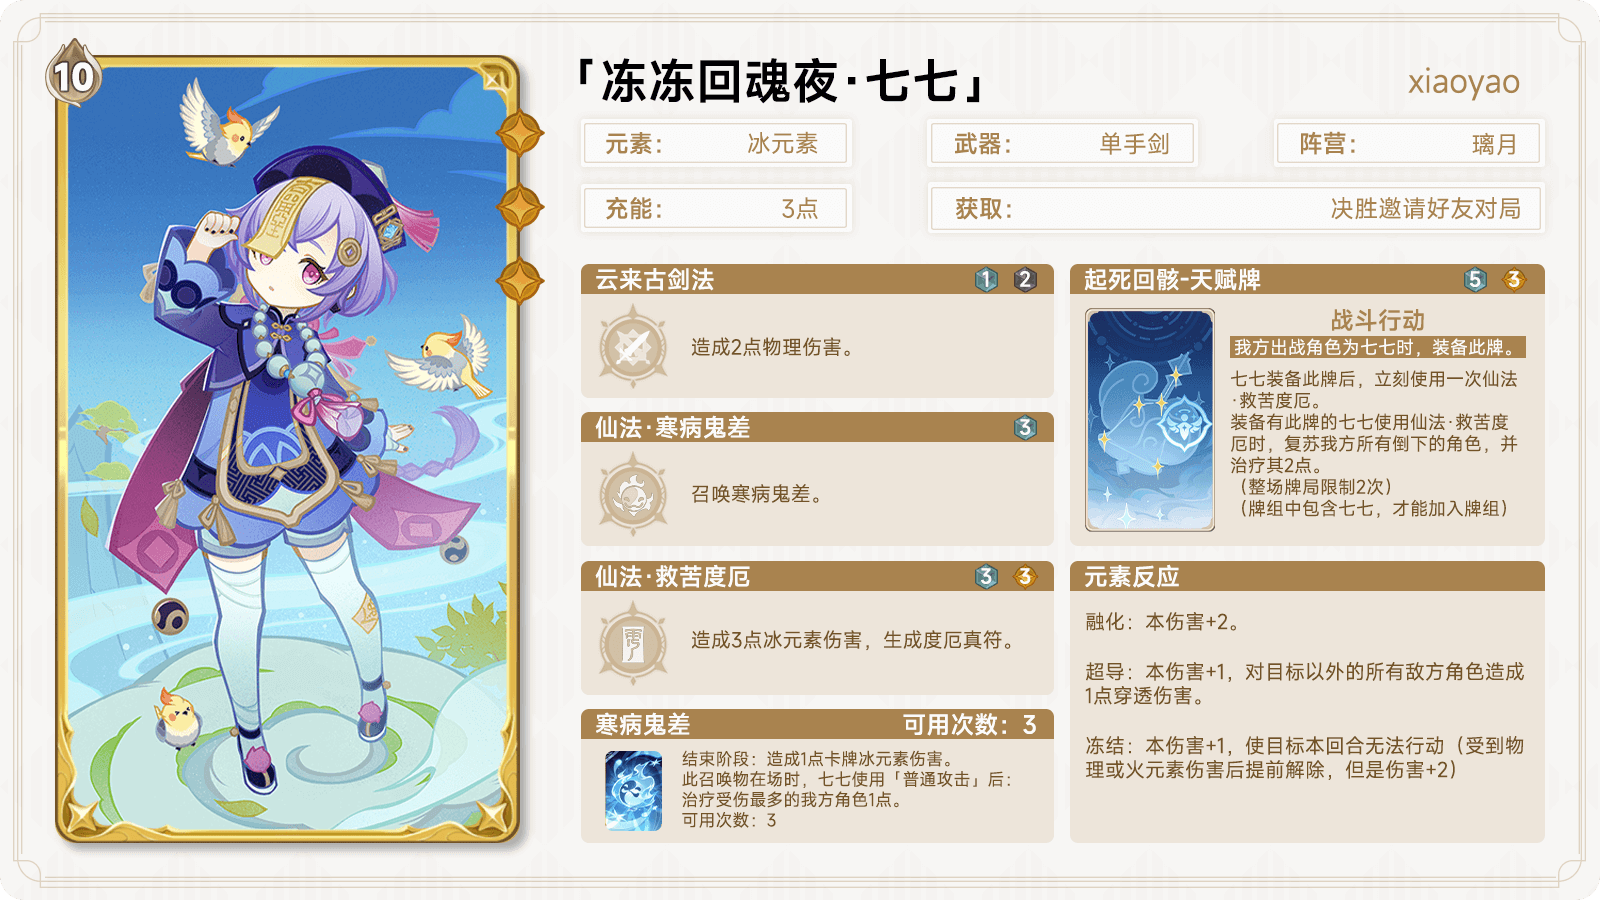 10
「冻冻回魂夜·七七」
xiaoyao
元素： 冰元素
武器： 单手剑
阵营： 璃月
充能： 3点
获取： 决胜邀请好友对局
云来古剑法 1 2
造成2点物理伤害。
仙法·寒病鬼差 3
召唤寒病鬼差。
仙法·救苦度厄 3 3
造成3点冰元素伤害，生成度厄真符。
寒病鬼差 可用次数：3
结束阶段：造成1点卡牌冰元素伤害。
此召唤物在场时，七七使用「普通攻击」后：
治疗受伤最多的我方角色1点。
可用次数：3
起死回骸-天赋牌 5 3
战斗行动
我方出战角色为七七时，装备此牌。
七七装备此牌后，立刻使用一次仙法
·救苦度厄。
装备有此牌的七七使用仙法·救苦度
厄时，复苏我方所有倒下的角色，并
治疗其2点。
（整场牌局限制2次）
（牌组中包含七七，才能加入牌组）
元素反应
融化：本伤害+2。
超导：本伤害+1，对目标以外的所有敌方角色造成
1点穿透伤害。
冻结：本伤害+1，使目标本回合无法行动（受到物
理或火元素伤害后提前解除，但是伤害+2）